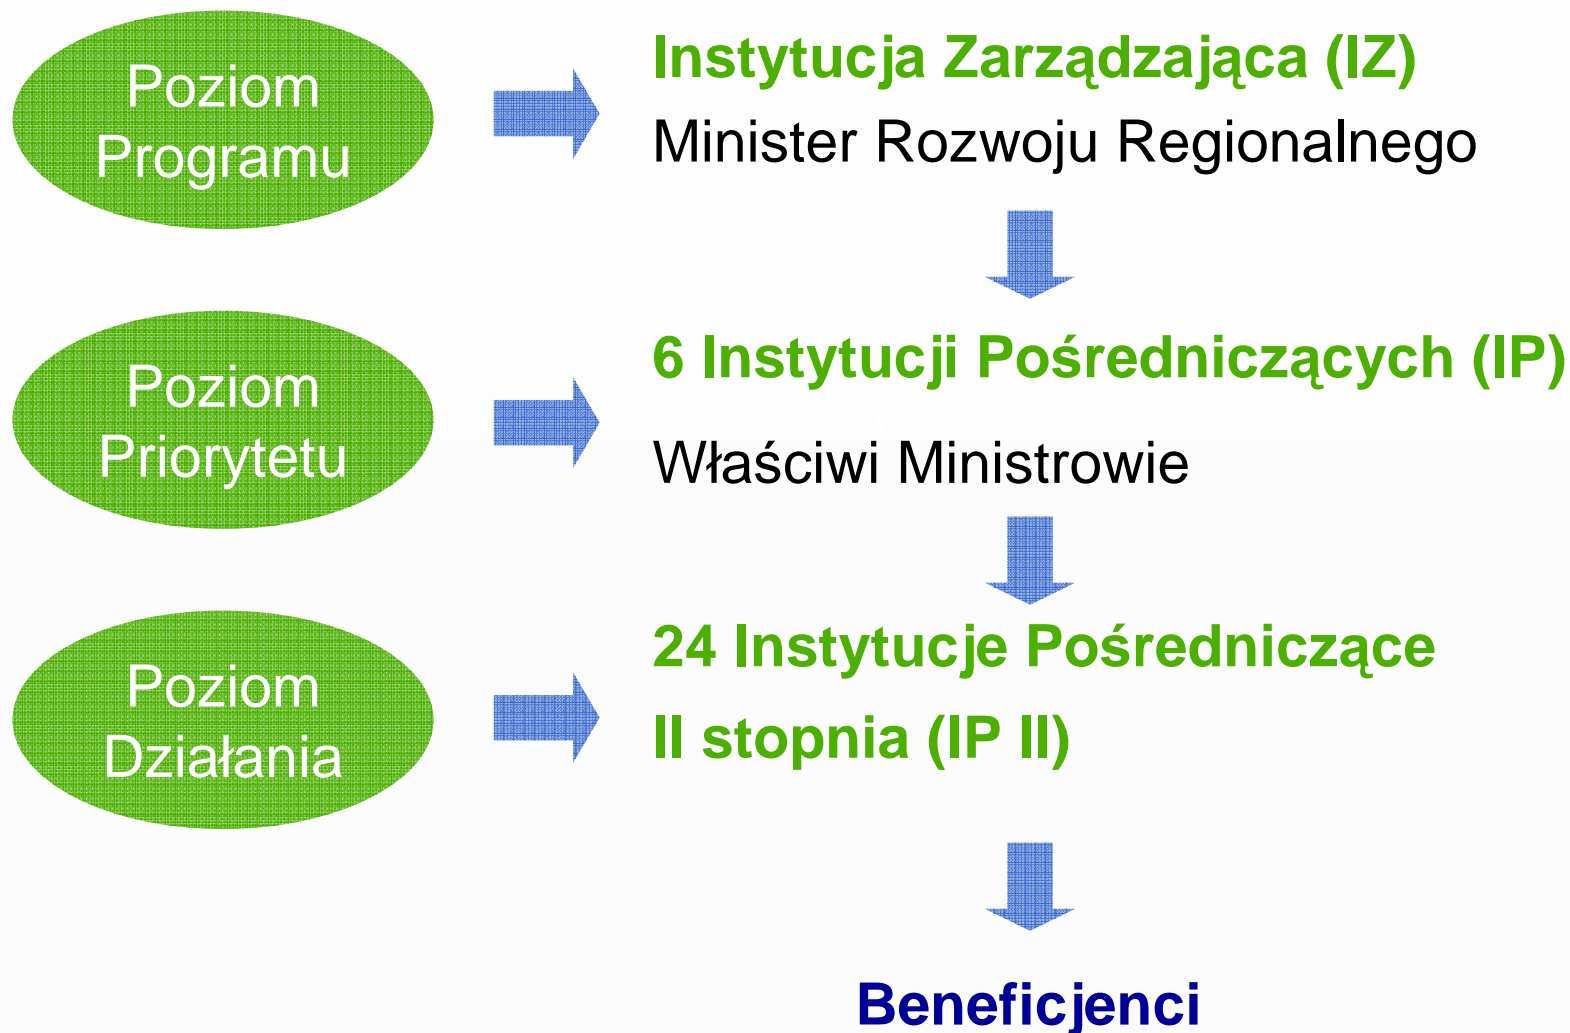 Poziom
Programu
Instytucja Zarządzająca (IZ)
Minister Rozwoju Regionalnego
Poziom
Priorytetu
6 Instytucji Pośredniczących (IP)
Właściwi Ministrowie
Poziom
Działania
24 Instytucje Pośredniczące
II stopnia (IP II)
Beneficjenci